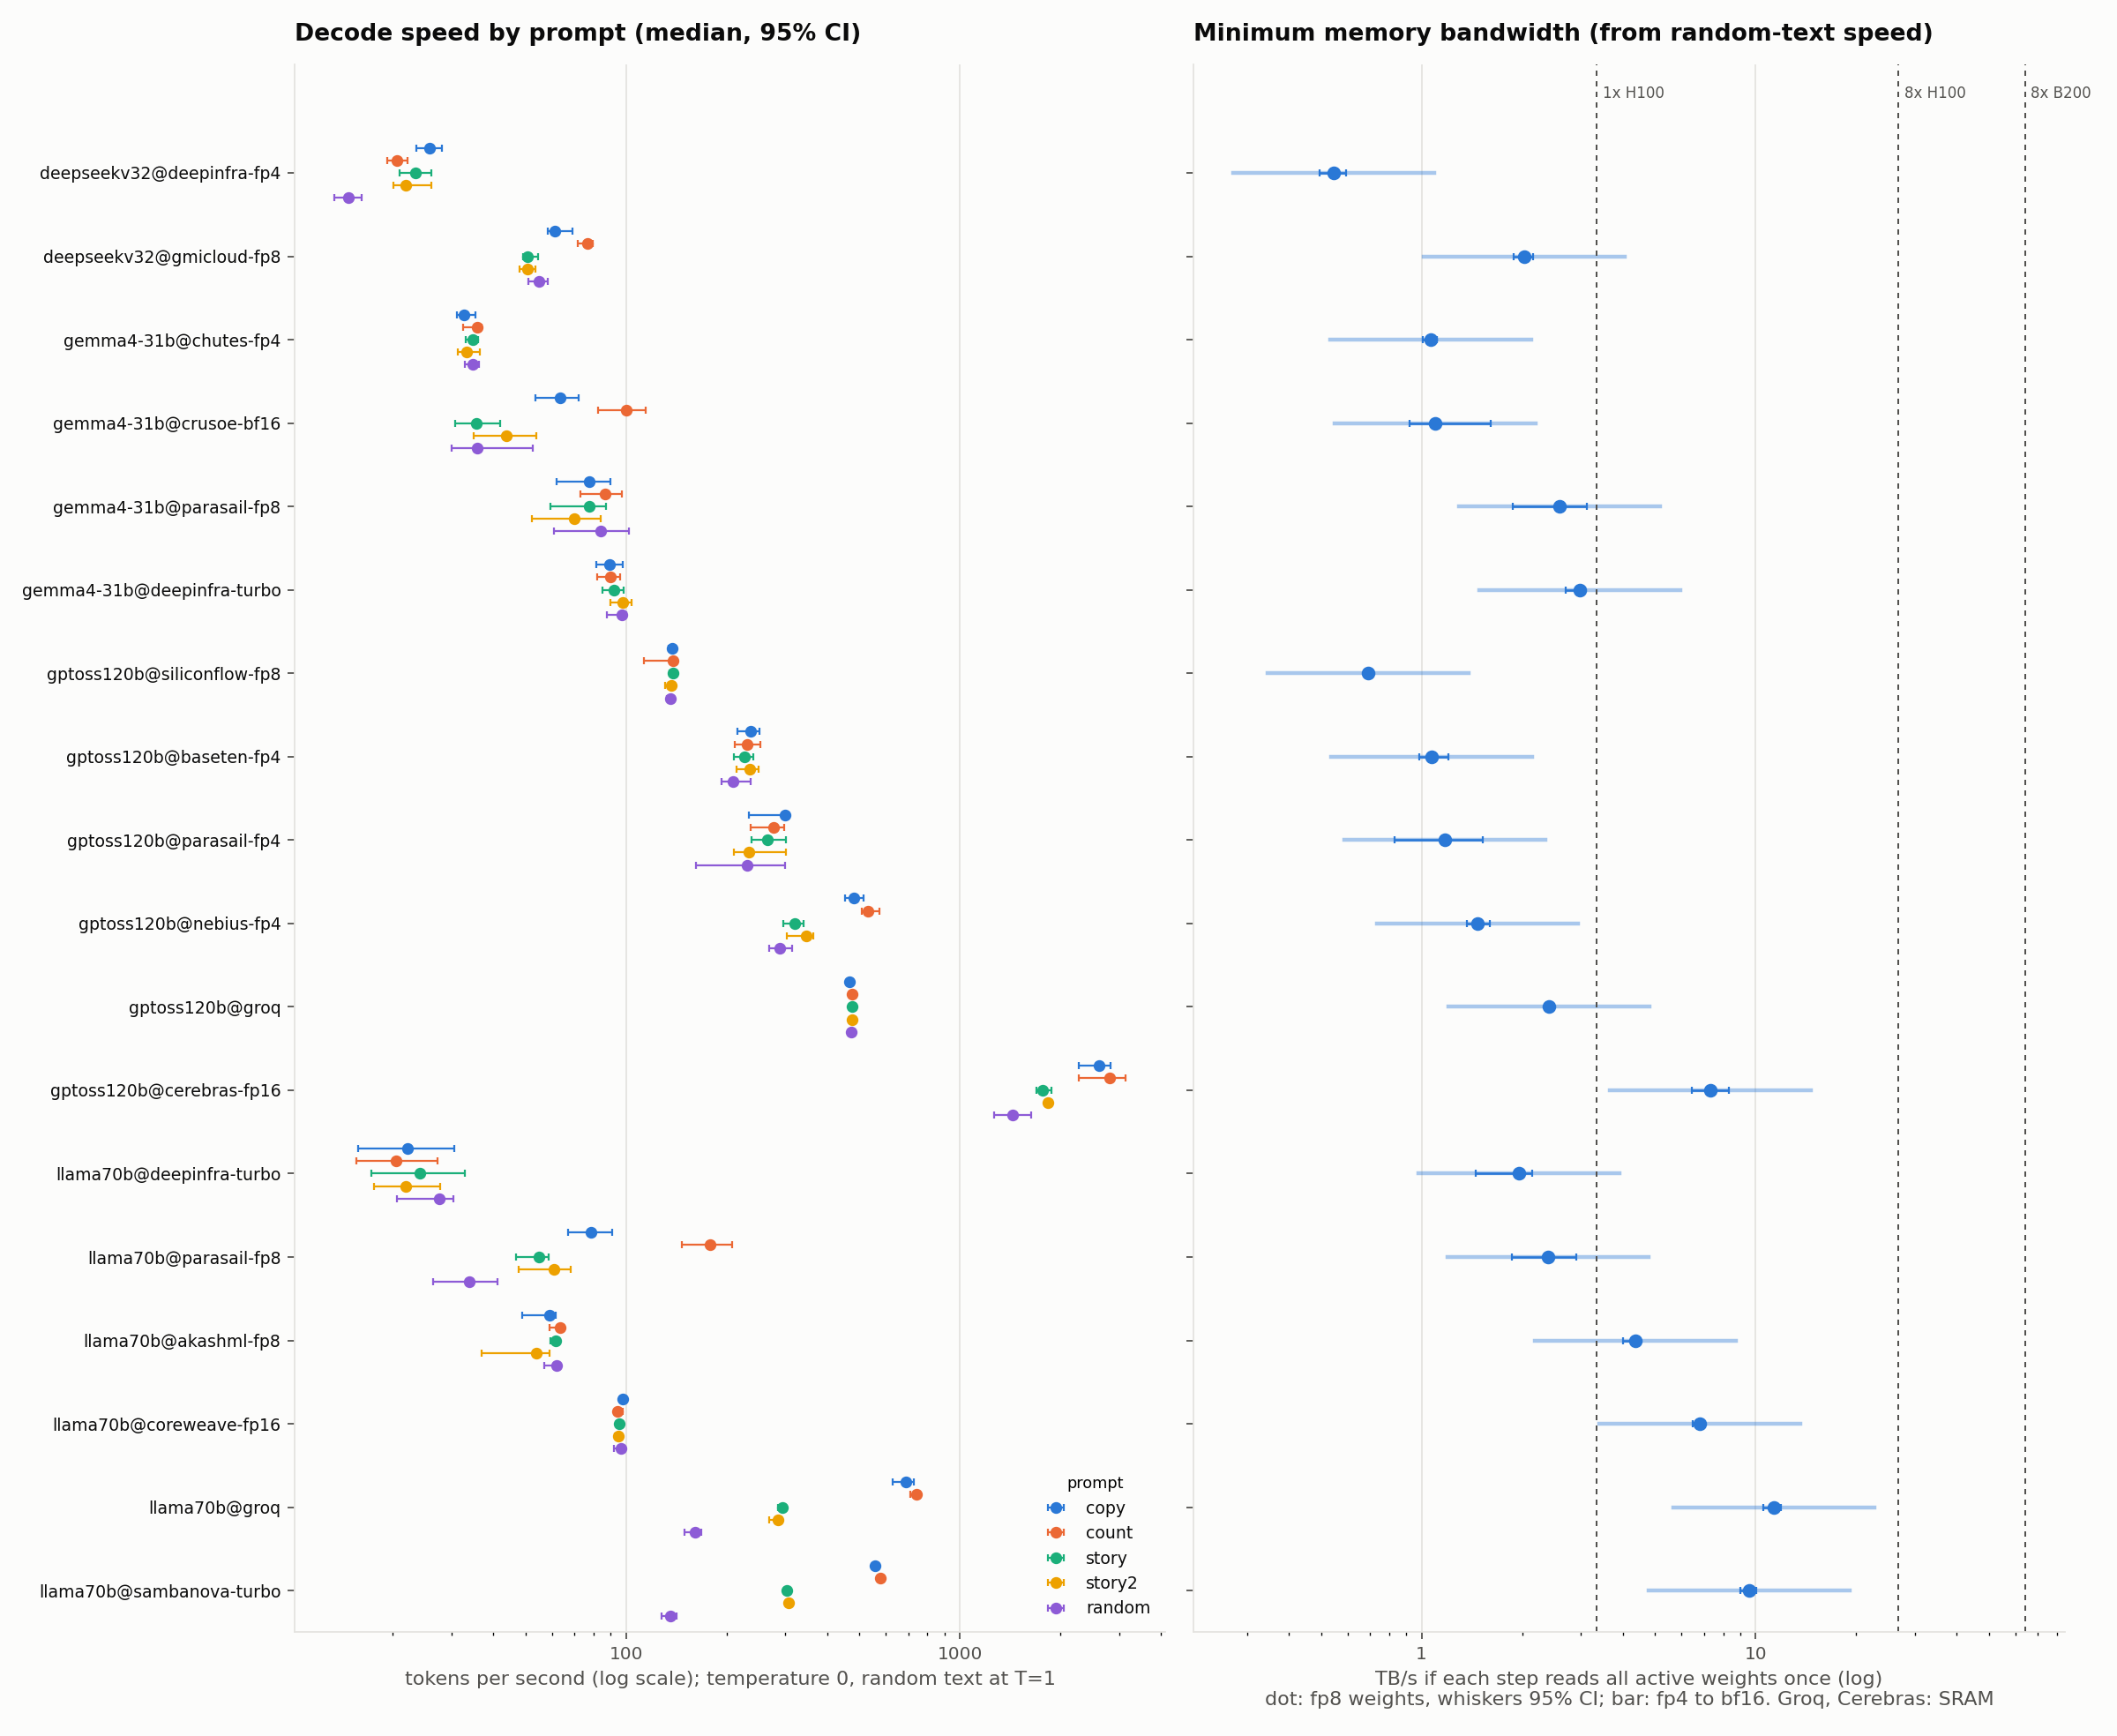 Decode speed by prompt (median, 95% CI)
Minimum memory bandwidth (from random-text speed)
1x H100
8x H100
8x B200
deepseekv32@deepinfra-fp4
deepseekv32@gmicloud-fp8
gemma4-31b@chutes-fp4
gemma4-31b@crusoe-bf16
gemma4-31b@parasail-fp8
gemma4-31b@deepinfra-turbo
gptoss120b@siliconflow-fp8
gptoss120b@baseten-fp4
gptoss120b@parasail-fp4
gptoss120b@nebius-fp4
gptoss120b@groq
gptoss120b@cerebras-fp16
llama70b@deepinfra-turbo
llama70b@parasail-fp8
llama70b@akashml-fp8
llama70b@coreweave-fp16
llama70b@groq
llama70b@sambanova-turbo
prompt
copy
count
story
story2
random
100
1000
tokens per second (log scale); temperature 0, random text at T=1
1
10
TB/s if each step reads all active weights once (log)
dot: fp8 weights, whiskers 95% CI; bar: fp4 to bf16. Groq, Cerebras: SRAM